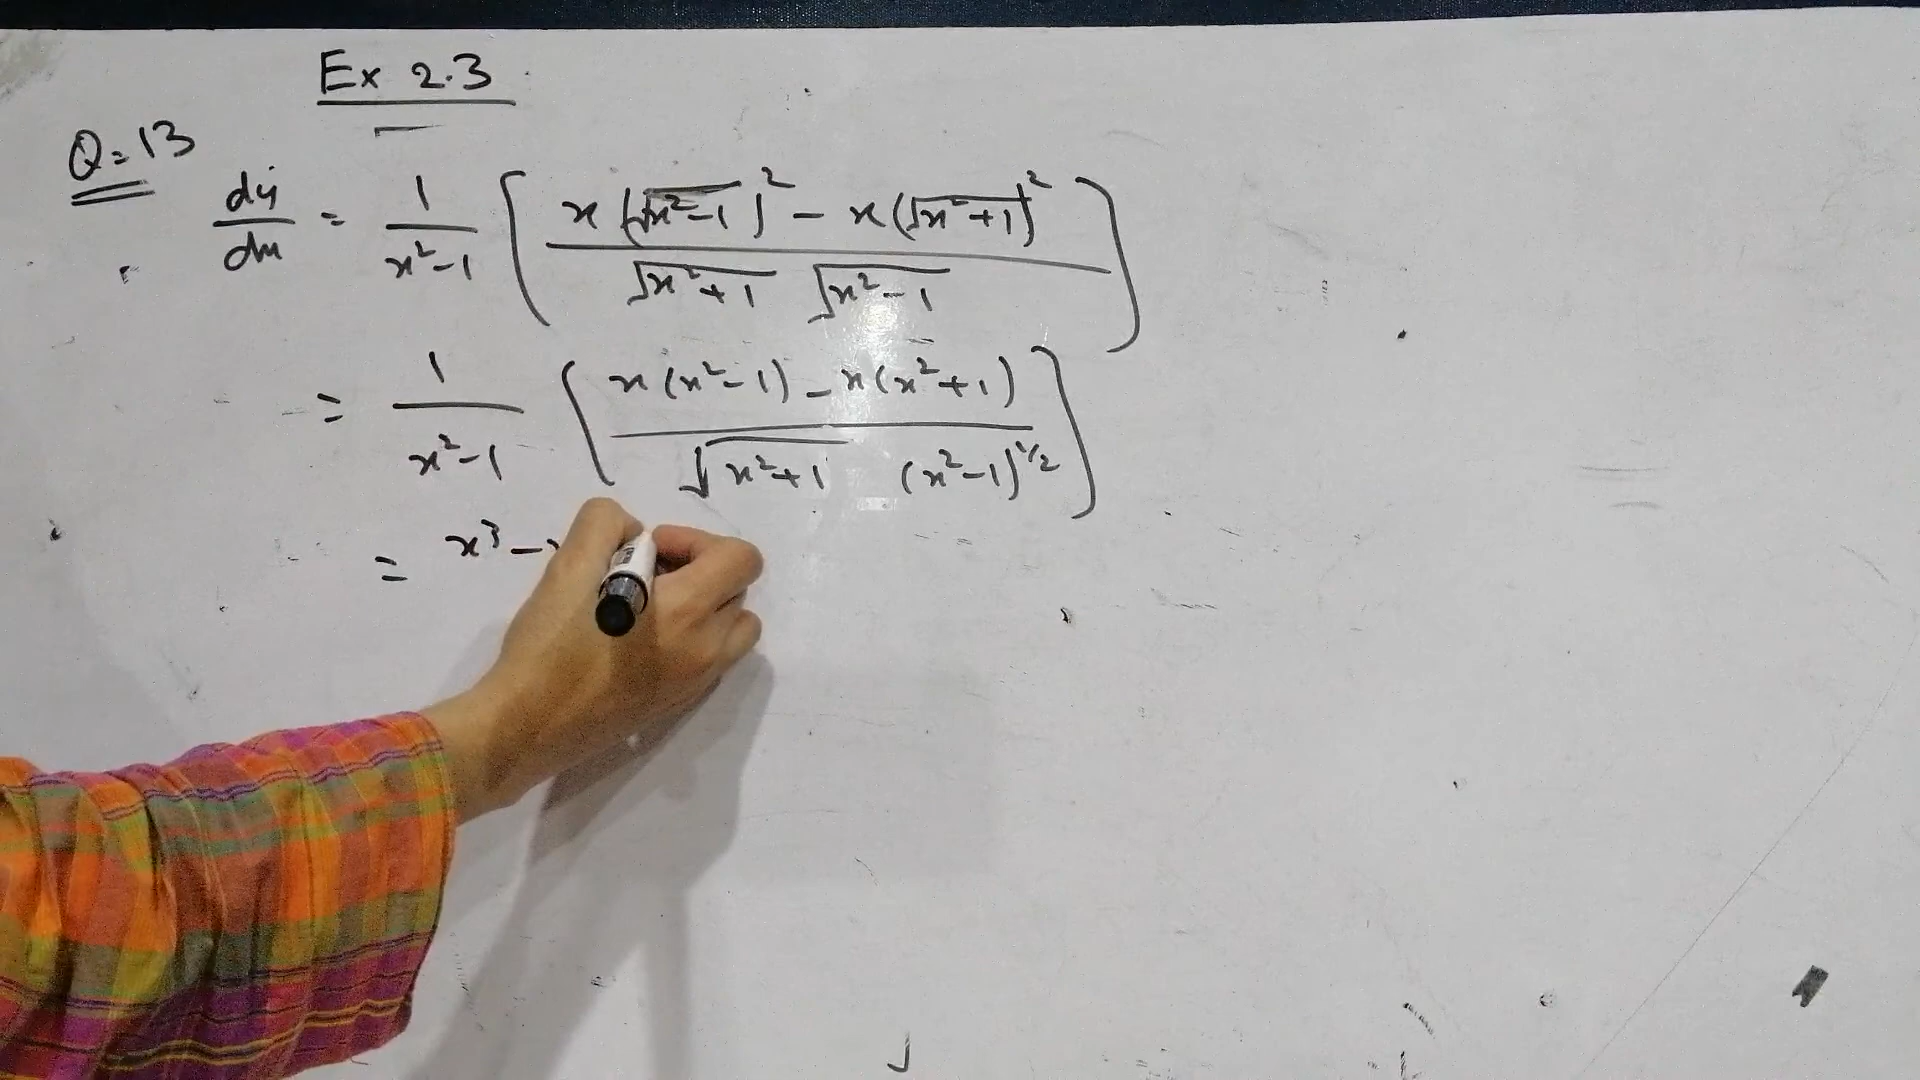 Ex 2.3
Q=13
dy/dx = 1/(x²-1) [ (x(√(x²-1))² - x(√(x²+1))²) / (√(x²+1) √(x²-1)) ]
= 1/(x²-1) [ (x(x²-1) - x(x²+1)) / (√(x²+1) (x²-1)^(1/2)) ]
= x³ -